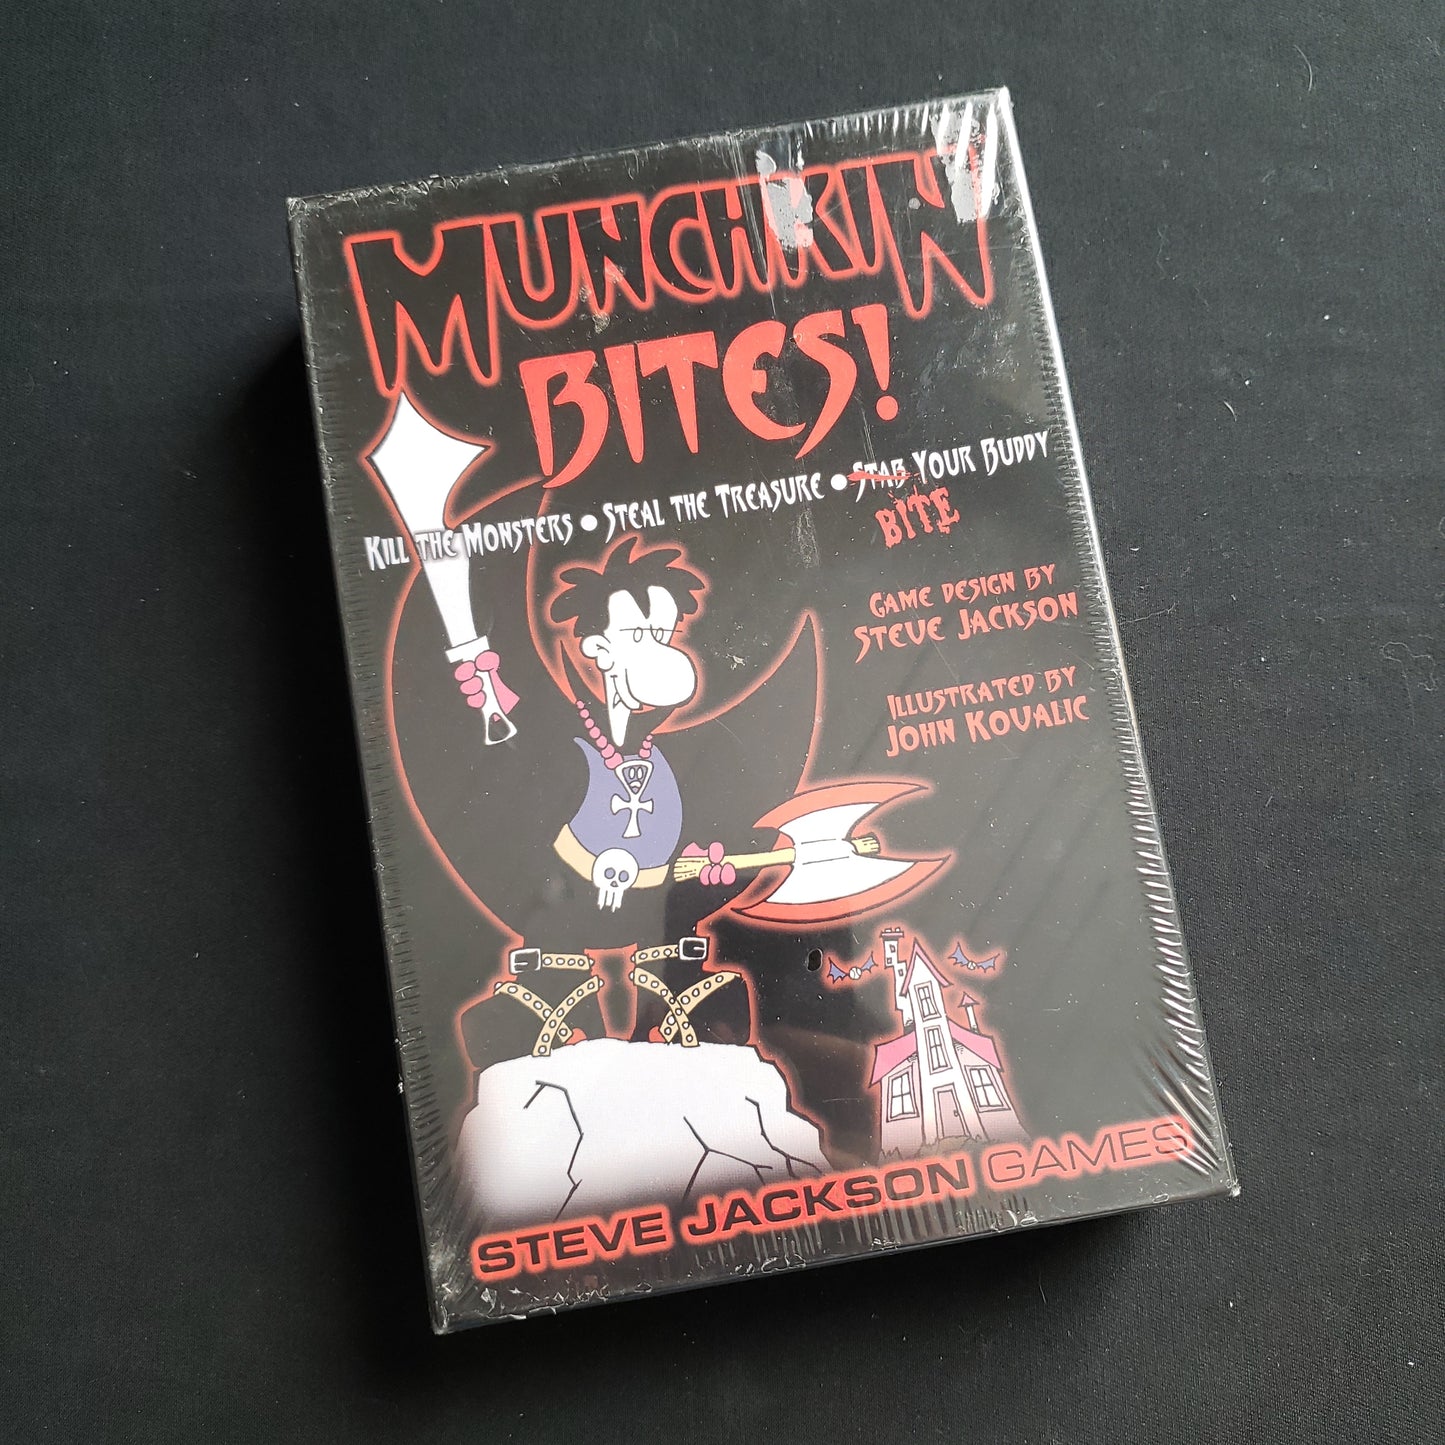 MUNCHKIN
BITES!
KILL THE MONSTERS • STEAL THE TREASURE • STAB YOUR BUDDY
BITE
GAME DESIGN BY
STEVE JACKSON
ILLUSTRATED BY
JOHN KOVALIC
STEVE JACKSON GAMES